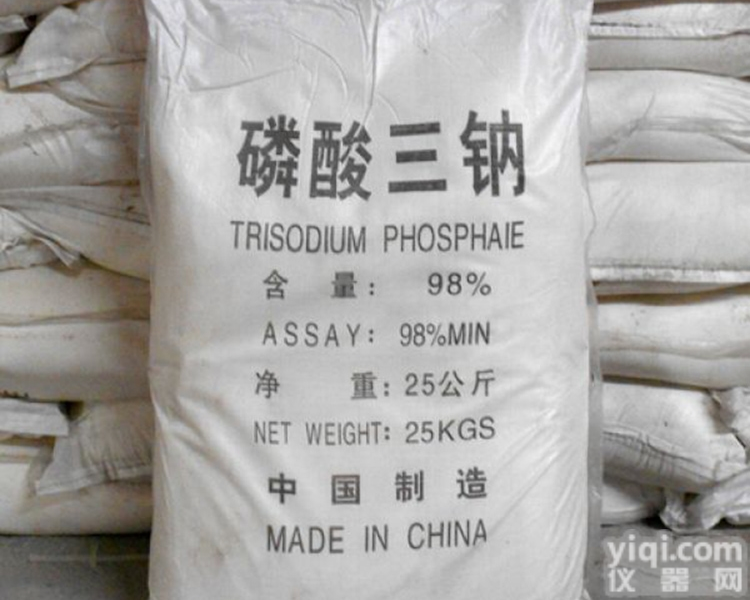 磷酸三钠
TRISODIUM PHOSPHAIE
含 量： 98%
ASSAY： 98%MIN
净 重：25公斤
NET WEIGHT：25KGS
中国制造
MADE IN CHINA
yiqi.com
仪器网